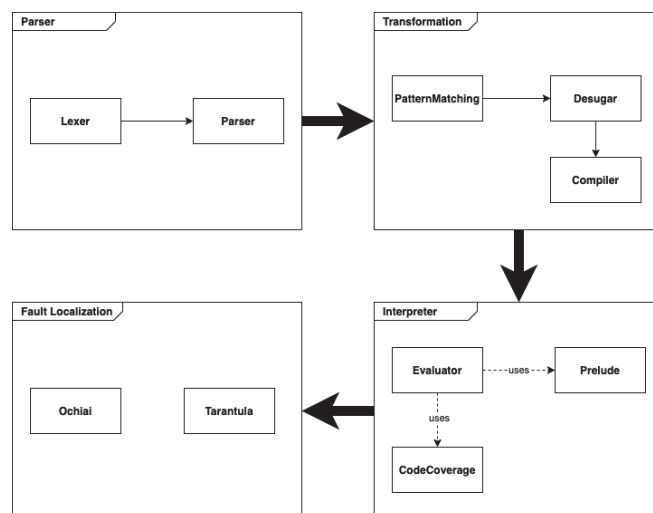 Parser
Lexer
Parser
Transformation
PatternMatching
Desugar
Compiler
Fault Localization
Ochiai
Tarantula
Interpreter
Evaluator
uses
Prelude
uses
CodeCoverage